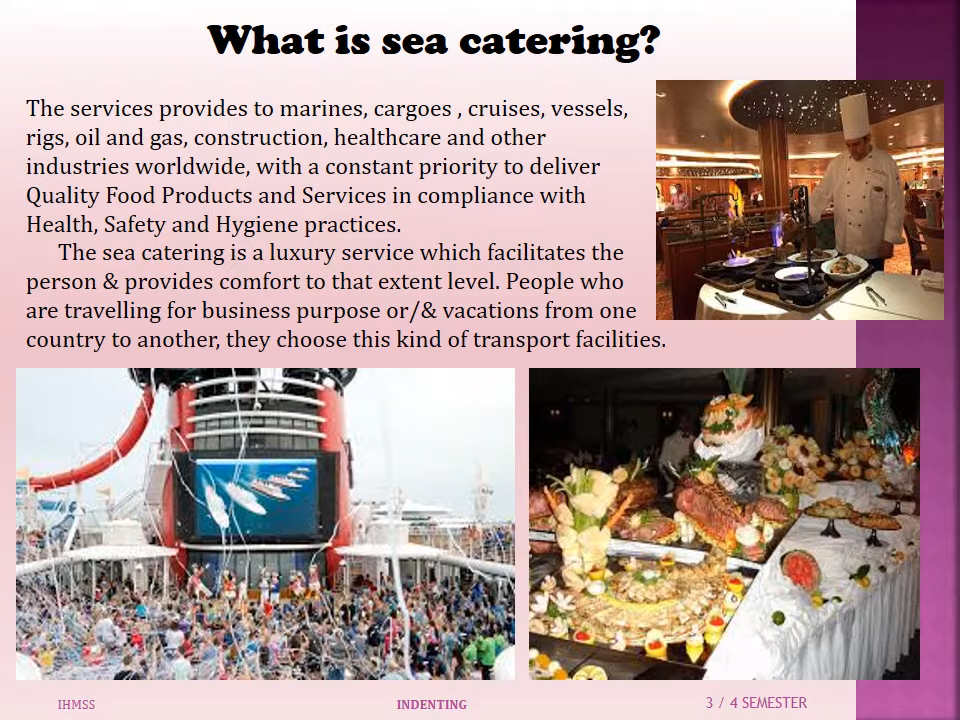 What is sea catering?
The services provides to marines, cargoes , cruises, vessels,
rigs, oil and gas, construction, healthcare and other
industries worldwide, with a constant priority to deliver
Quality Food Products and Services in compliance with
Health, Safety and Hygiene practices.
The sea catering is a luxury service which facilitates the
person & provides comfort to that extent level. People who
are travelling for business purpose or/& vacations from one
country to another, they choose this kind of transport facilities.
IHMSS
INDENTING
3 / 4 SEMESTER